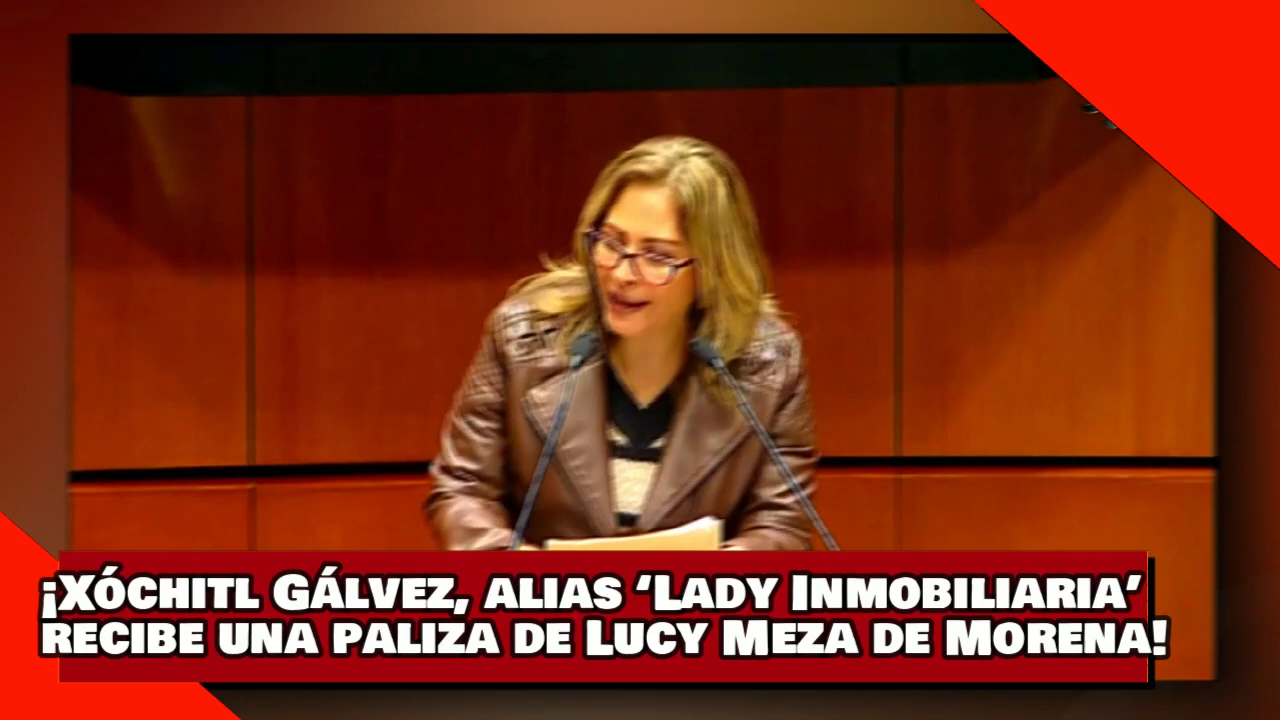 ¡Xóchitl Gálvez, alias ‘Lady Inmobiliaria’
recibe una paliza de Lucy Meza de Morena!